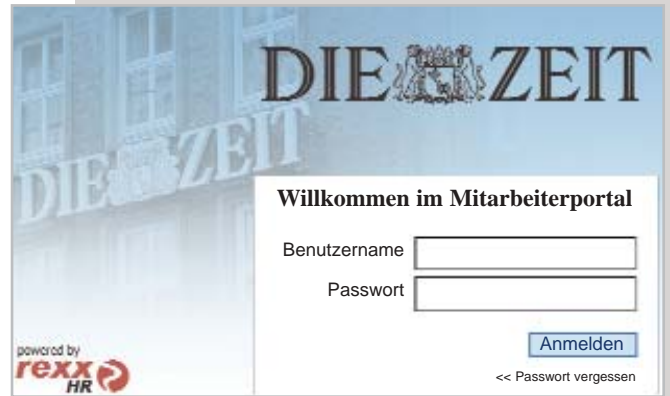 DIE ZEIT
DIE ZEIT
Willkommen im Mitarbeiterportal
Benutzername
Passwort
Anmelden
<< Passwort vergessen
powered by
rexx
HR